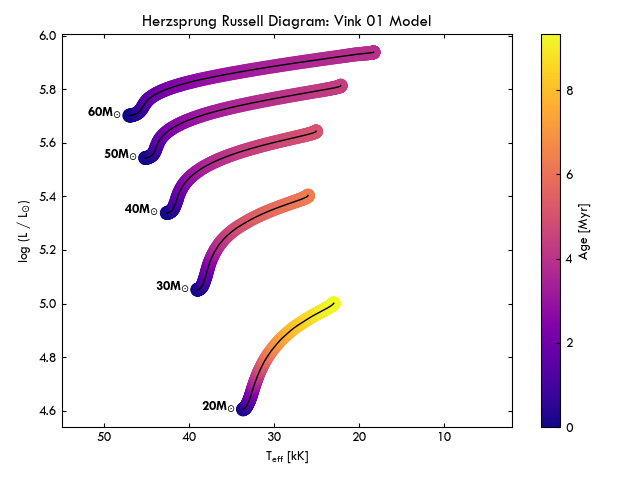 Herzsprung Russell Diagram: Vink 01 Model
6.0
5.8
5.6
5.4
5.2
5.0
4.8
4.6
log (L / L☉)
60M☉
50M☉
40M☉
30M☉
20M☉
50
40
30
20
10
T_eff [kK]
8
6
4
2
0
Age [Myr]